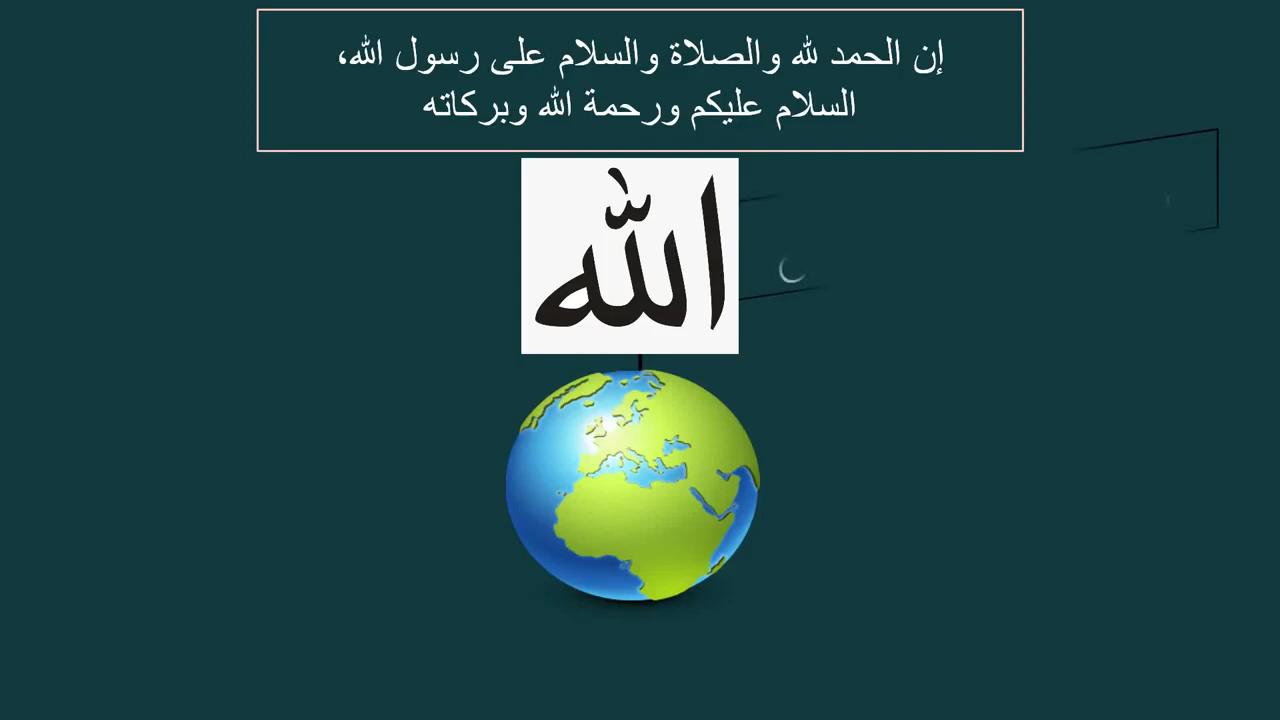 إن الحمد لله والصلاة والسلام على رسول الله،
السلام عليكم ورحمة الله وبركاته
الله